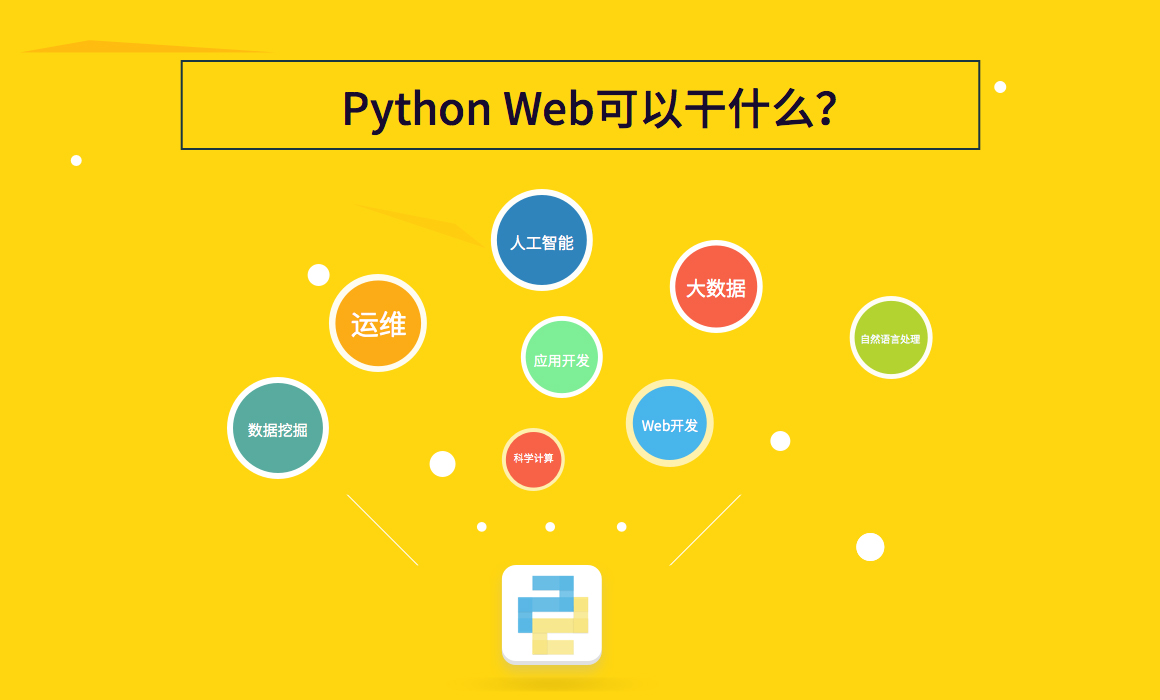 Python Web可以干什么?
人工智能
大数据
运维
自然语言处理
应用开发
Web开发
数据挖掘
科学计算